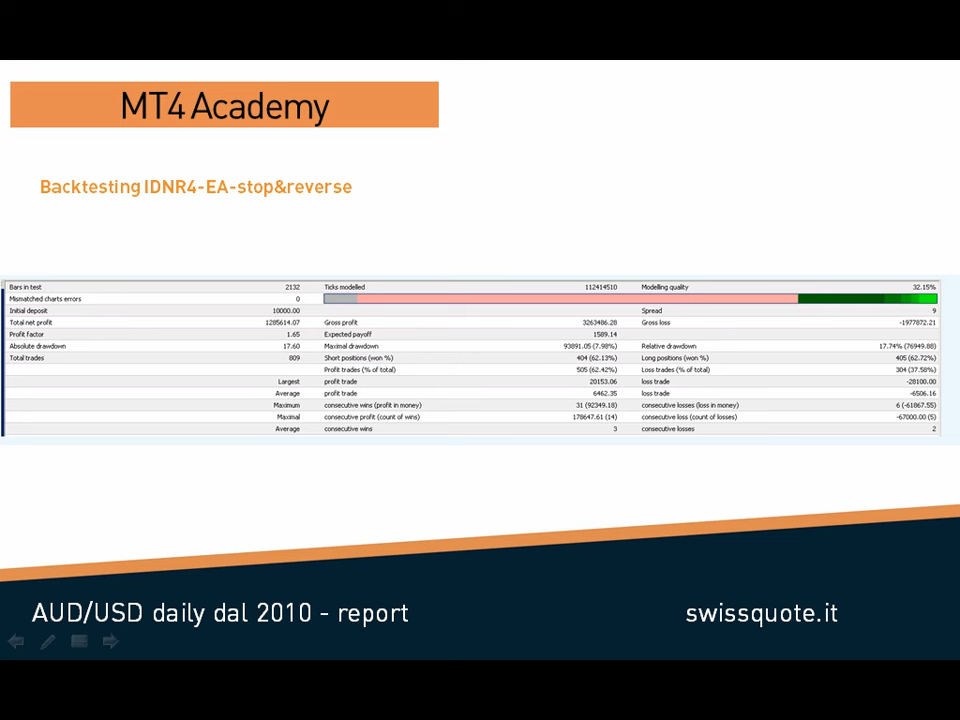 MT4 Academy
Backtesting IDNR4-EA-stop&reverse
Bars in test 2132 Ticks modelled 112414510 Modelling quality 32.15%
Mismatched charts errors 0
Initial deposit 10000.00 Spread 9
Total net profit 1285614.07 Gross profit 3263486.28 Gross loss -1977872.21
Profit factor 1.65 Expected payoff 1589.14
Absolute drawdown 17.60 Maximal drawdown 93891.05 (7.98%) Relative drawdown 17.74% (76949.88)
Total trades 809 Short positions (won %) 404 (62.13%) Long positions (won %) 405 (62.72%)
Profit trades (% of total) 505 (62.42%) Loss trades (% of total) 304 (37.58%)
Largest profit trade 20153.06 loss trade -28100.00
Average profit trade 6462.35 loss trade -6506.16
Maximum consecutive wins (profit in money) 31 (92349.18) consecutive losses (loss in money) 6 (-61867.55)
Maximal consecutive profit (count of wins) 178647.61 (14) consecutive loss (count of losses) -67000.00 (5)
Average consecutive wins 3 consecutive losses 2
AUD/USD daily dal 2010 - report
swissquote.it